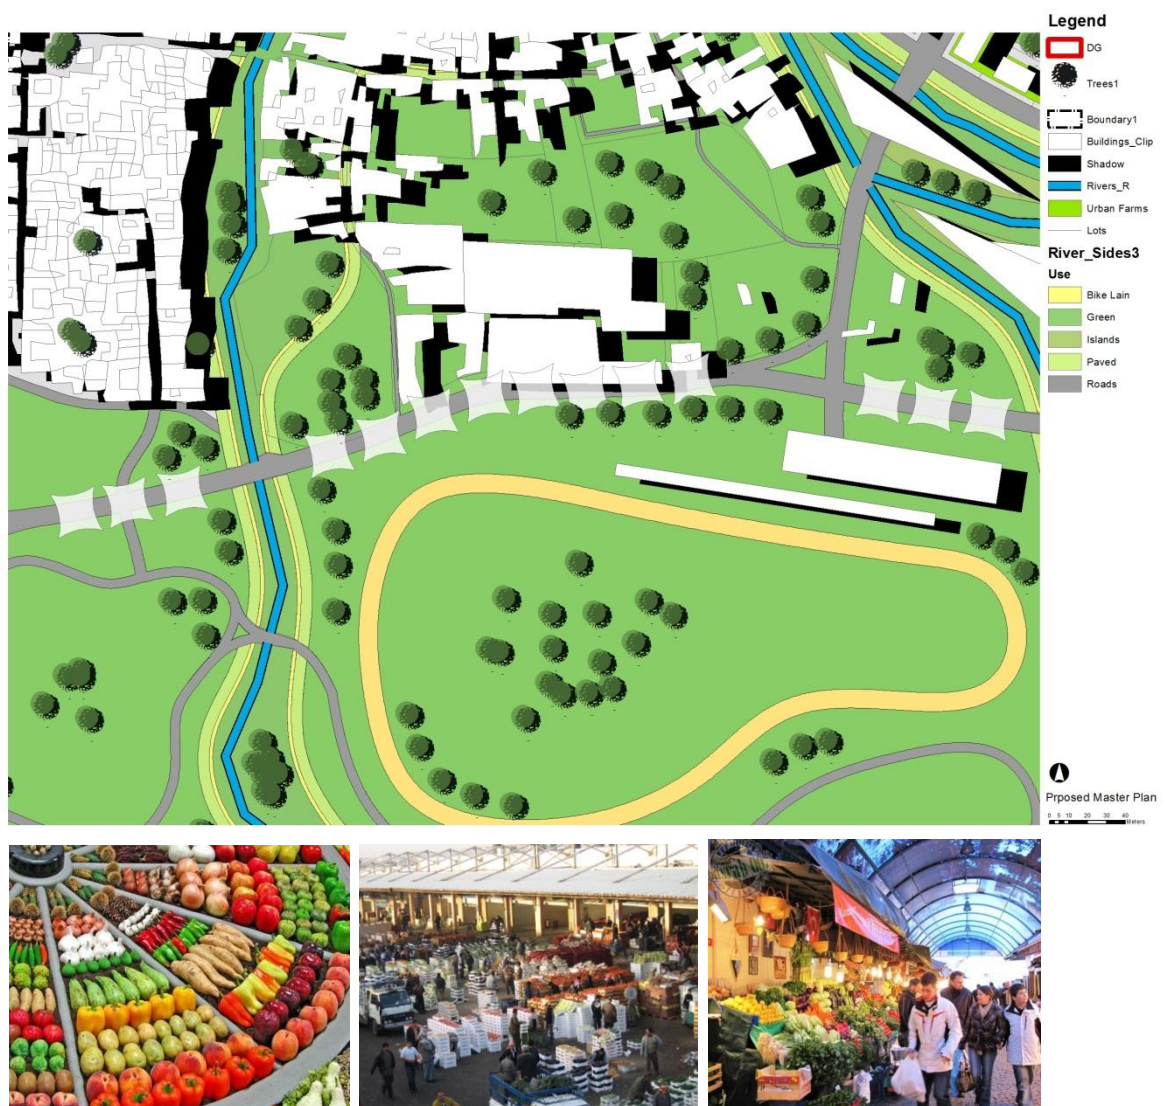 Legend
DG
Trees1
Boundary1
Buildings_Clip
Shadow
Rivers_R
Urban Farms
Lots
River_Sides3
Use
Bike Lain
Green
Islands
Paved
Roads
Prposed Master Plan
0 5 10 20 30 40
Meters